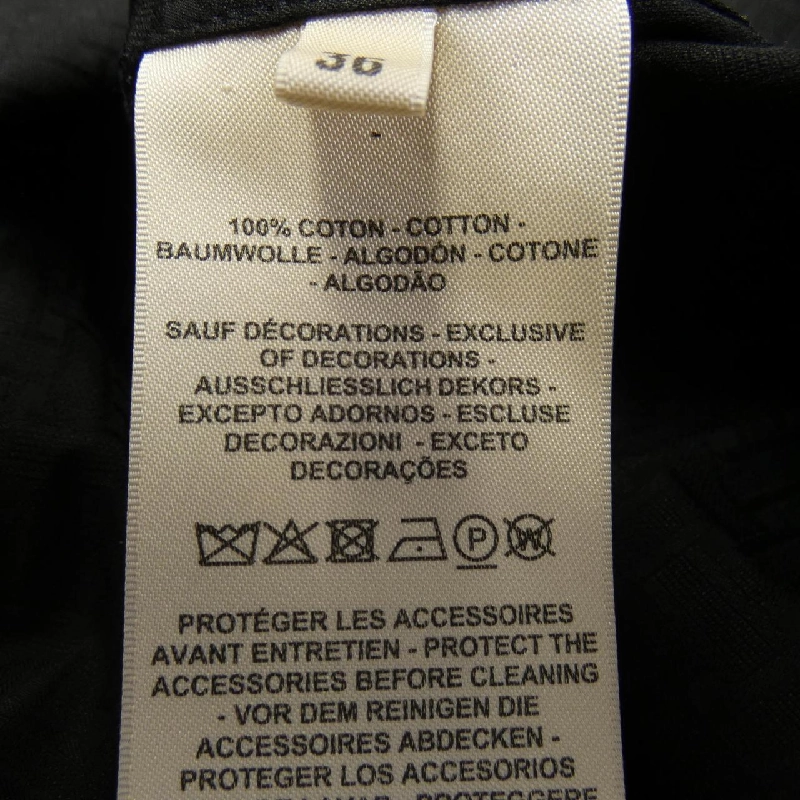 36
100% COTON - COTTON -
BAUMWOLLE - ALGODÓN - COTONE
- ALGODÃO
SAUF DÉCORATIONS - EXCLUSIVE
OF DECORATIONS -
AUSSCHLIESSLICH DEKORS -
EXCEPTO ADORNOS - ESCLUSE
DECORAZIONI - EXCETO
DECORAÇÕES
P W
PROTÉGER LES ACCESSOIRES
AVANT ENTRETIEN - PROTECT THE
ACCESSORIES BEFORE CLEANING
- VOR DEM REINIGEN DIE
ACCESSOIRES ABDECKEN -
PROTEGER LOS ACCESORIOS
PROTEGGERE